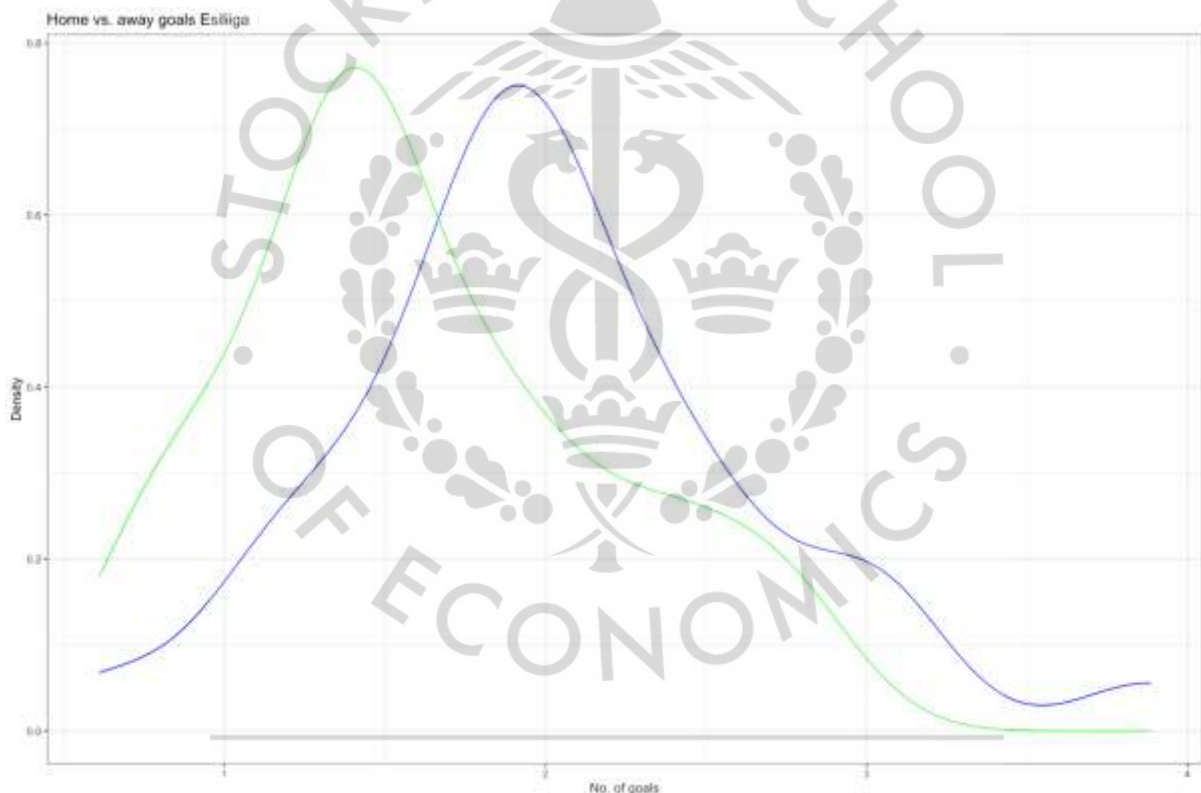 Home vs. away goals Esiliiga
STOCKHOLM SCHOOL
OF ECONOMICS
Density
0.8
0.6
0.4
0.2
0.0
1 2 3 4
No. of goals